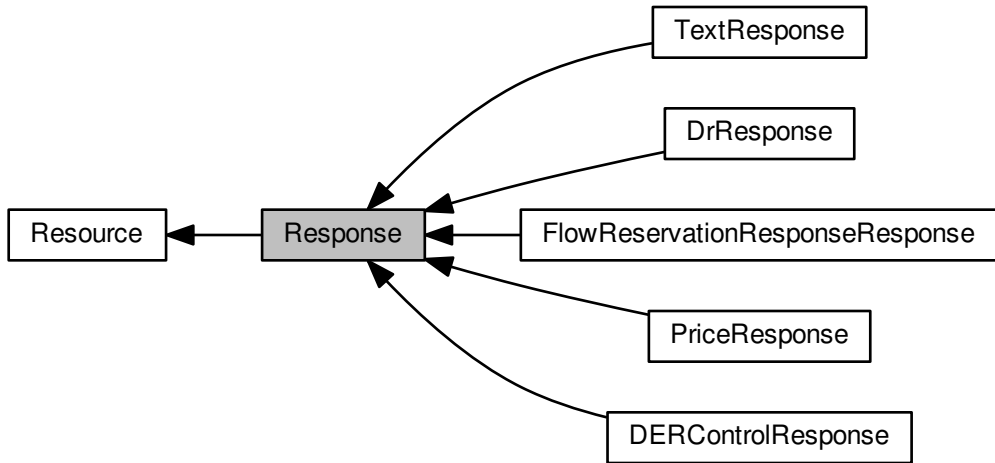 TextResponse
DrResponse
Resource
Response
FlowReservationResponseResponse
PriceResponse
DERControlResponse